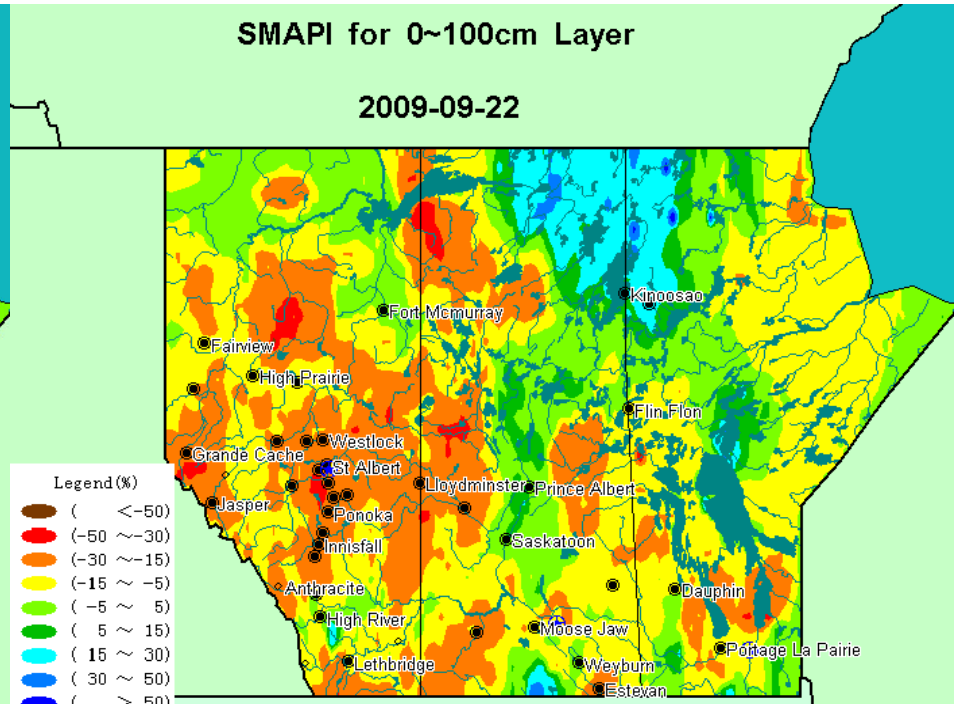 SMAPI for 0~100cm Layer
2009-09-22
Kinoosao
Fort Mcmurray
Fairview
High Prairie
Flin Flon
Westlock
Grande Cache
St Albert
Lloydminster
Prince Albert
Jasper
Ponoka
Saskatoon
Innisfall
Anthracite
Dauphin
High River
Moose Jaw
Portage La Pairie
Lethbridge
Weyburn
Estevan
Legend(%)
( <-50)
(-50 ~-30)
(-30 ~-15)
(-15 ~ -5)
( -5 ~ 5)
( 5 ~ 15)
( 15 ~ 30)
( 30 ~ 50)
( > 50)